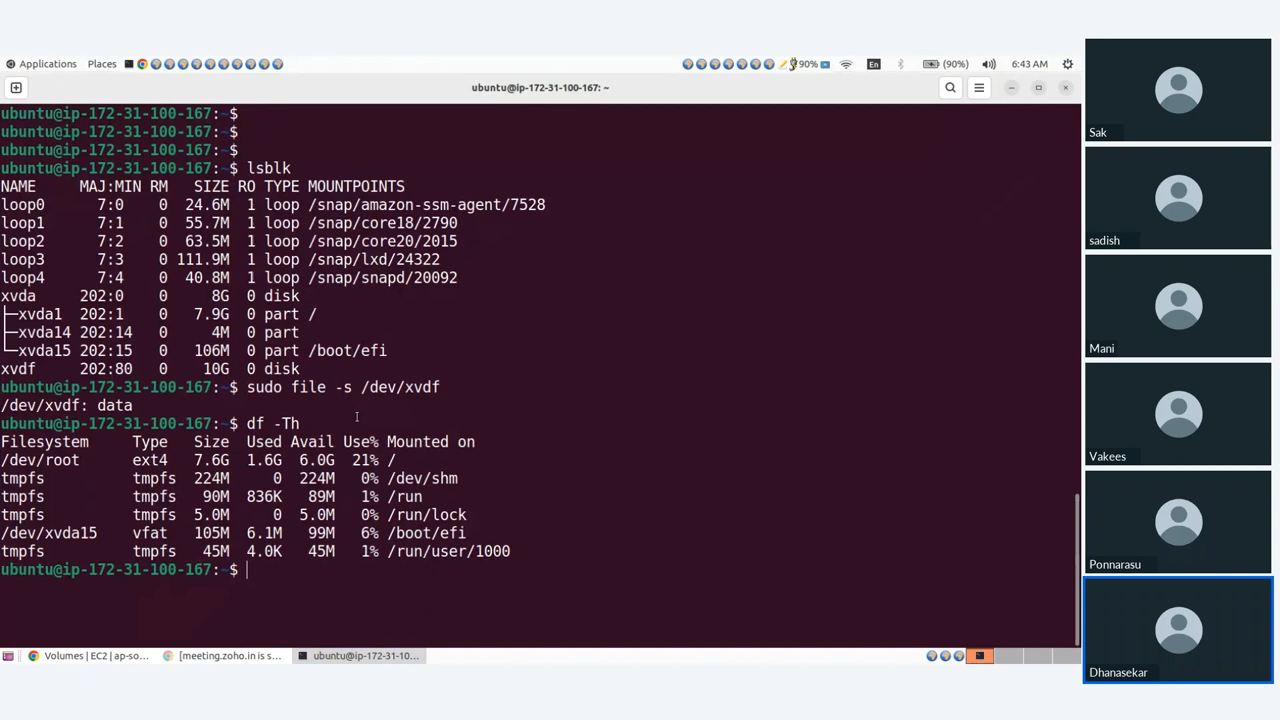 Applications Places 90% En (90%) 6:43 AM
ubuntu@ip-172-31-100-167: ~
ubuntu@ip-172-31-100-167:~$
ubuntu@ip-172-31-100-167:~$
ubuntu@ip-172-31-100-167:~$
ubuntu@ip-172-31-100-167:~$ lsblk
NAME MAJ:MIN RM SIZE RO TYPE MOUNTPOINTS
loop0 7:0 0 24.6M 1 loop /snap/amazon-ssm-agent/7528
loop1 7:1 0 55.7M 1 loop /snap/core18/2790
loop2 7:2 0 63.5M 1 loop /snap/core20/2015
loop3 7:3 0 111.9M 1 loop /snap/lxd/24322
loop4 7:4 0 40.8M 1 loop /snap/snapd/20092
xvda 202:0 0 8G 0 disk
├─xvda1 202:1 0 7.9G 0 part /
├─xvda14 202:14 0 4M 0 part
└─xvda15 202:15 0 106M 0 part /boot/efi
xvdf 202:80 0 10G 0 disk
ubuntu@ip-172-31-100-167:~$ sudo file -s /dev/xvdf
/dev/xvdf: data
ubuntu@ip-172-31-100-167:~$ df -Th
Filesystem Type Size Used Avail Use% Mounted on
/dev/root ext4 7.6G 1.6G 6.0G 21% /
tmpfs tmpfs 224M 0 224M 0% /dev/shm
tmpfs tmpfs 90M 836K 89M 1% /run
tmpfs tmpfs 5.0M 0 5.0M 0% /run/lock
/dev/xvda15 vfat 105M 6.1M 99M 6% /boot/efi
tmpfs tmpfs 45M 4.0K 45M 1% /run/user/1000
ubuntu@ip-172-31-100-167:~$
Volumes | EC2 | ap-so... [meeting.zoho.in is s... ubuntu@ip-172-31-10...
Sak
sadish
Mani
Vakees
Ponnarasu
Dhanasekar